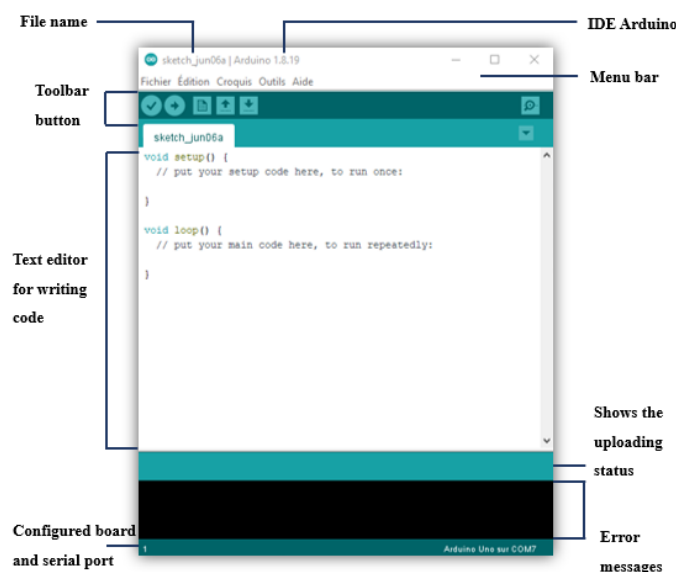 File name
IDE Arduino
sketch_jun06a | Arduino 1.8.19
Fichier Édition Croquis Outils Aide
Menu bar
Toolbar
button
sketch_jun06a
void setup() {
// put your setup code here, to run once:
}
void loop() {
// put your main code here, to run repeatedly:
}
Text editor
for writing
code
Shows the
uploading
status
Configured board
and serial port
1
Arduino Uno sur COM7
Error
messages